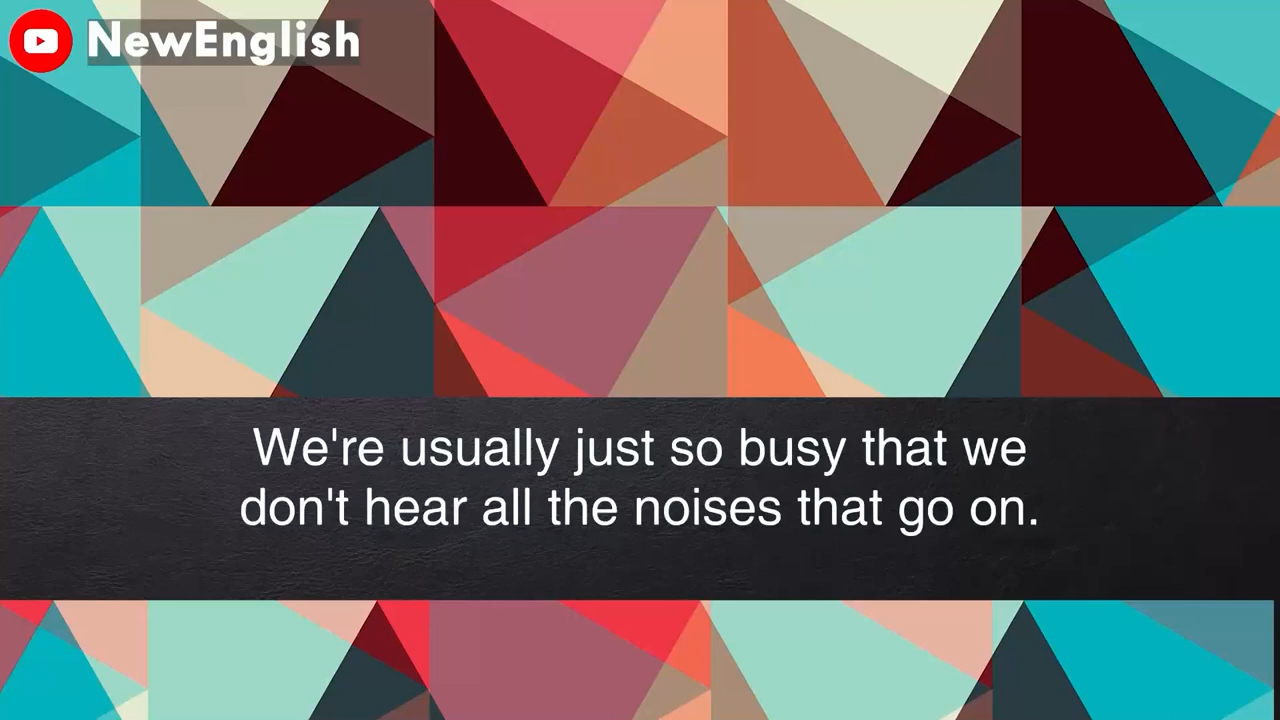 NewEnglish
We're usually just so busy that we
don't hear all the noises that go on.